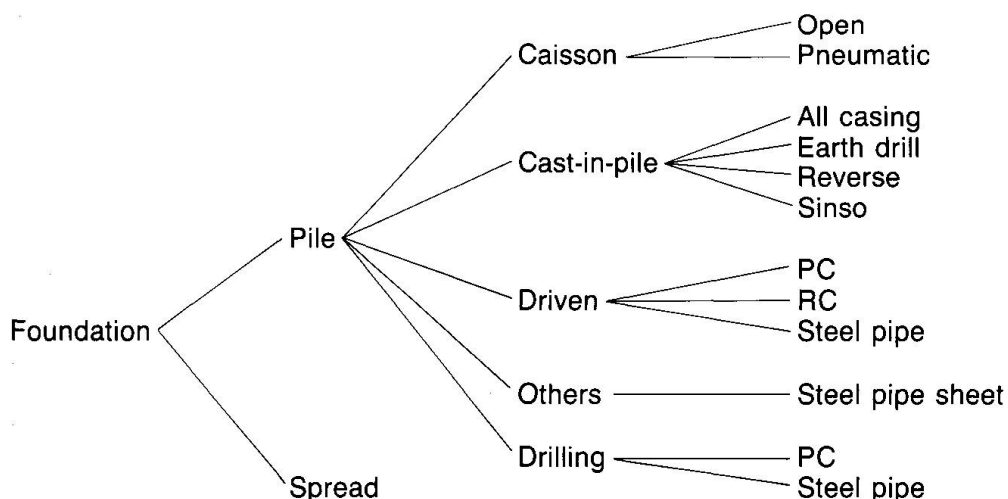 Open
Caisson Pneumatic
All casing
Cast-in-pile Earth drill
Reverse
Sinso
Pile
PC
Driven RC
Foundation Steel pipe
Others Steel pipe sheet
Drilling PC
Spread Steel pipe